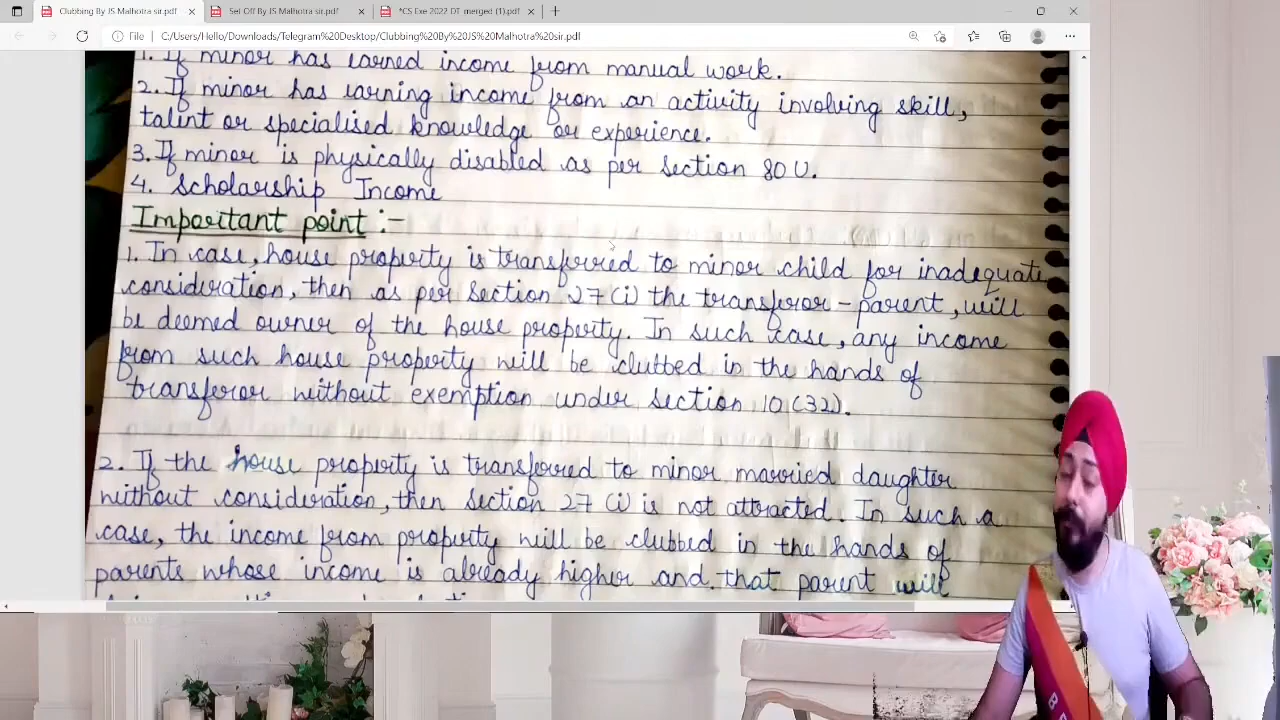 Clubbing By JS Malhotra sir.pdf
Set Off By JS Malhotra sir.pdf
*CS Exe 2022 DT merged (1).pdf
File
C:/Users/Hello/Downloads/Telegram%20Desktop/Clubbing%20By%20JS%20Malhotra%20sir.pdf
1. If minor has earned income from manual work.
2. If minor has earning income from an activity involving skill,
talent or specialised knowledge or experience.
3. If minor is physically disabled as per section 80 U.
4. Scholarship Income
Important point :-
1. In case, house property is transferred to minor child for inadequate
consideration, then as per Section 27 (i) the transferor - parent, will
be deemed owner of the house property. In such case, any income
from such house property will be clubbed in the hands of
transferor without exemption under section 10 (32).
2. If the house property is transferred to minor married daughter
without consideration, then section 27 (i) is not attracted. In such a
case, the income from property will be clubbed in the hands of
parents whose income is already higher and that parent will